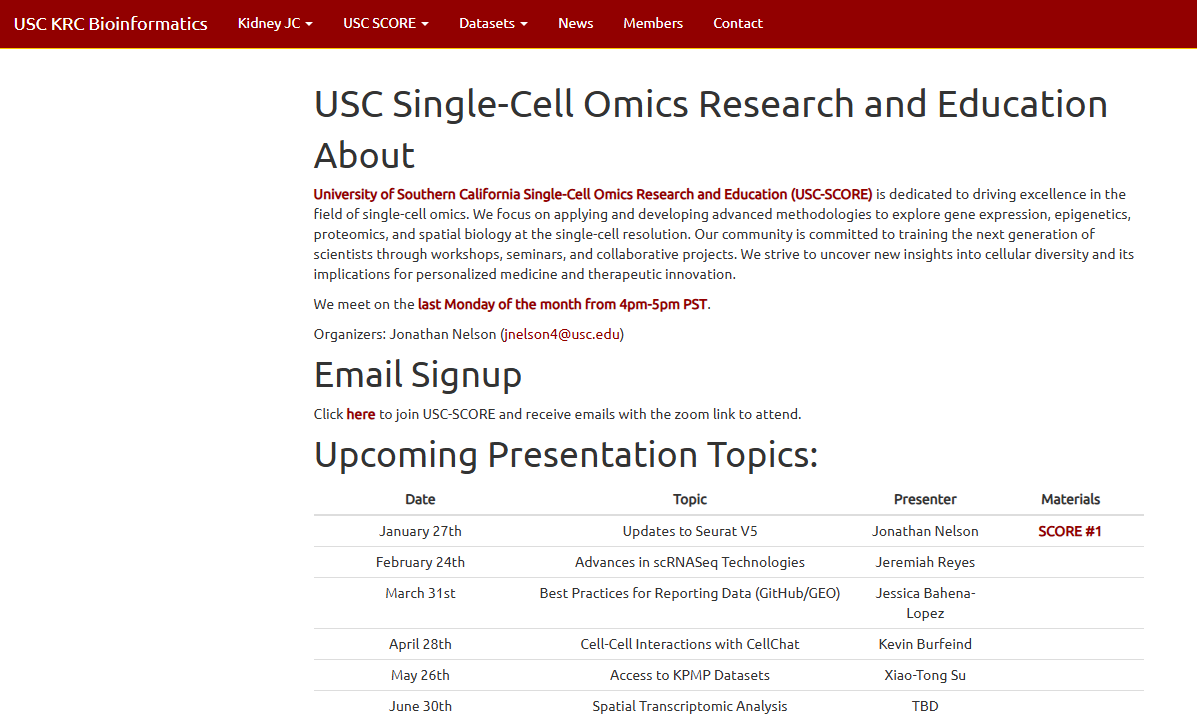 USC KRC Bioinformatics Kidney JC USC SCORE Datasets News Members Contact
USC Single-Cell Omics Research and Education
About
University of Southern California Single-Cell Omics Research and Education (USC-SCORE) is dedicated to driving excellence in the
field of single-cell omics. We focus on applying and developing advanced methodologies to explore gene expression, epigenetics,
proteomics, and spatial biology at the single-cell resolution. Our community is committed to training the next generation of
scientists through workshops, seminars, and collaborative projects. We strive to uncover new insights into cellular diversity and its
implications for personalized medicine and therapeutic innovation.
We meet on the last Monday of the month from 4pm-5pm PST.
Organizers: Jonathan Nelson (jnelson4@usc.edu)
Email Signup
Click here to join USC-SCORE and receive emails with the zoom link to attend.
Upcoming Presentation Topics:
Date Topic Presenter Materials
January 27th Updates to Seurat V5 Jonathan Nelson SCORE #1
February 24th Advances in scRNASeq Technologies Jeremiah Reyes
March 31st Best Practices for Reporting Data (GitHub/GEO) Jessica Bahena-
Lopez
April 28th Cell-Cell Interactions with CellChat Kevin Burfeind
May 26th Access to KPMP Datasets Xiao-Tong Su
June 30th Spatial Transcriptomic Analysis TBD